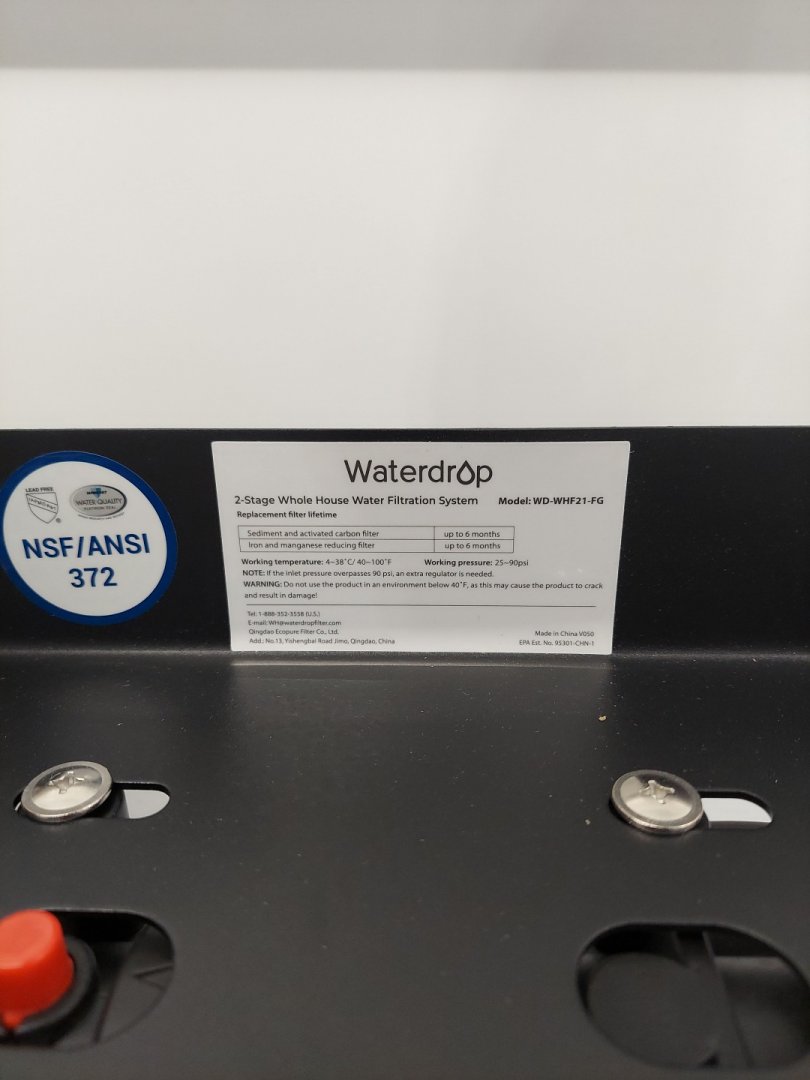 Waterdrop
2-Stage Whole House Water Filtration System Model: WD-WHF21-FG
Replacement filter lifetime
Sediment and activated carbon filter up to 6 months
Iron and manganese reducing filter up to 6 months
Working temperature: 4~38˚C/ 40~100˚F Working pressure: 25~90psi
NOTE: If the inlet pressure overpasses 90 psi, an extra regulator is needed.
WARNING: Do not use the product in an environment below 40˚F, as this may cause the product to crack
and result in damage!
Tel: 1-888-352-3558 (U.S.)
E-mail: WH@waterdropfilter.com
Qingdao Ecopure Filter Co., Ltd.
Add.: No.13, Yishengbai Road Jimo, Qingdao, China
Made in China V050
EPA Est. No. 95301-CHN-1
LEAD FREE
WATER QUALITY
NSF/ANSI
372